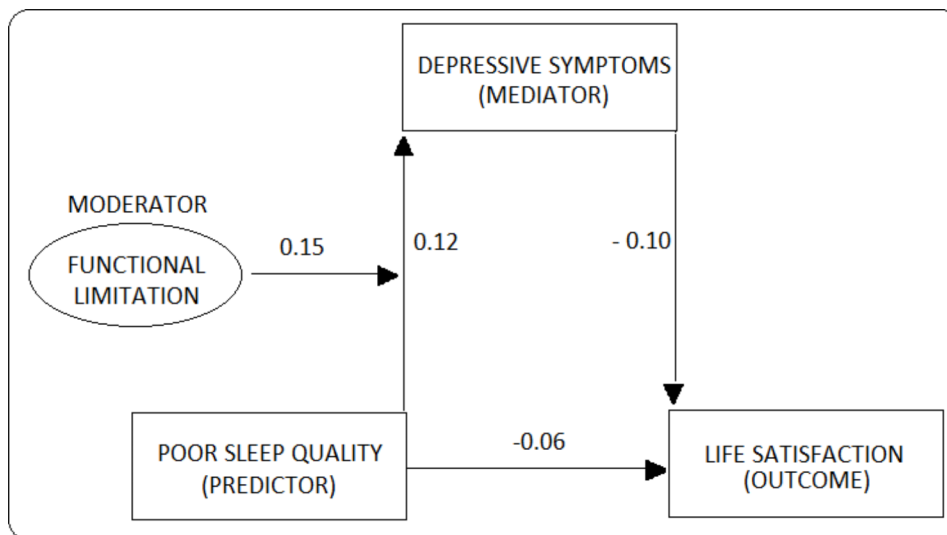 DEPRESSIVE SYMPTOMS
(MEDIATOR)
MODERATOR
FUNCTIONAL
LIMITATION
0.15
0.12
- 0.10
POOR SLEEP QUALITY
(PREDICTOR)
-0.06
LIFE SATISFACTION
(OUTCOME)